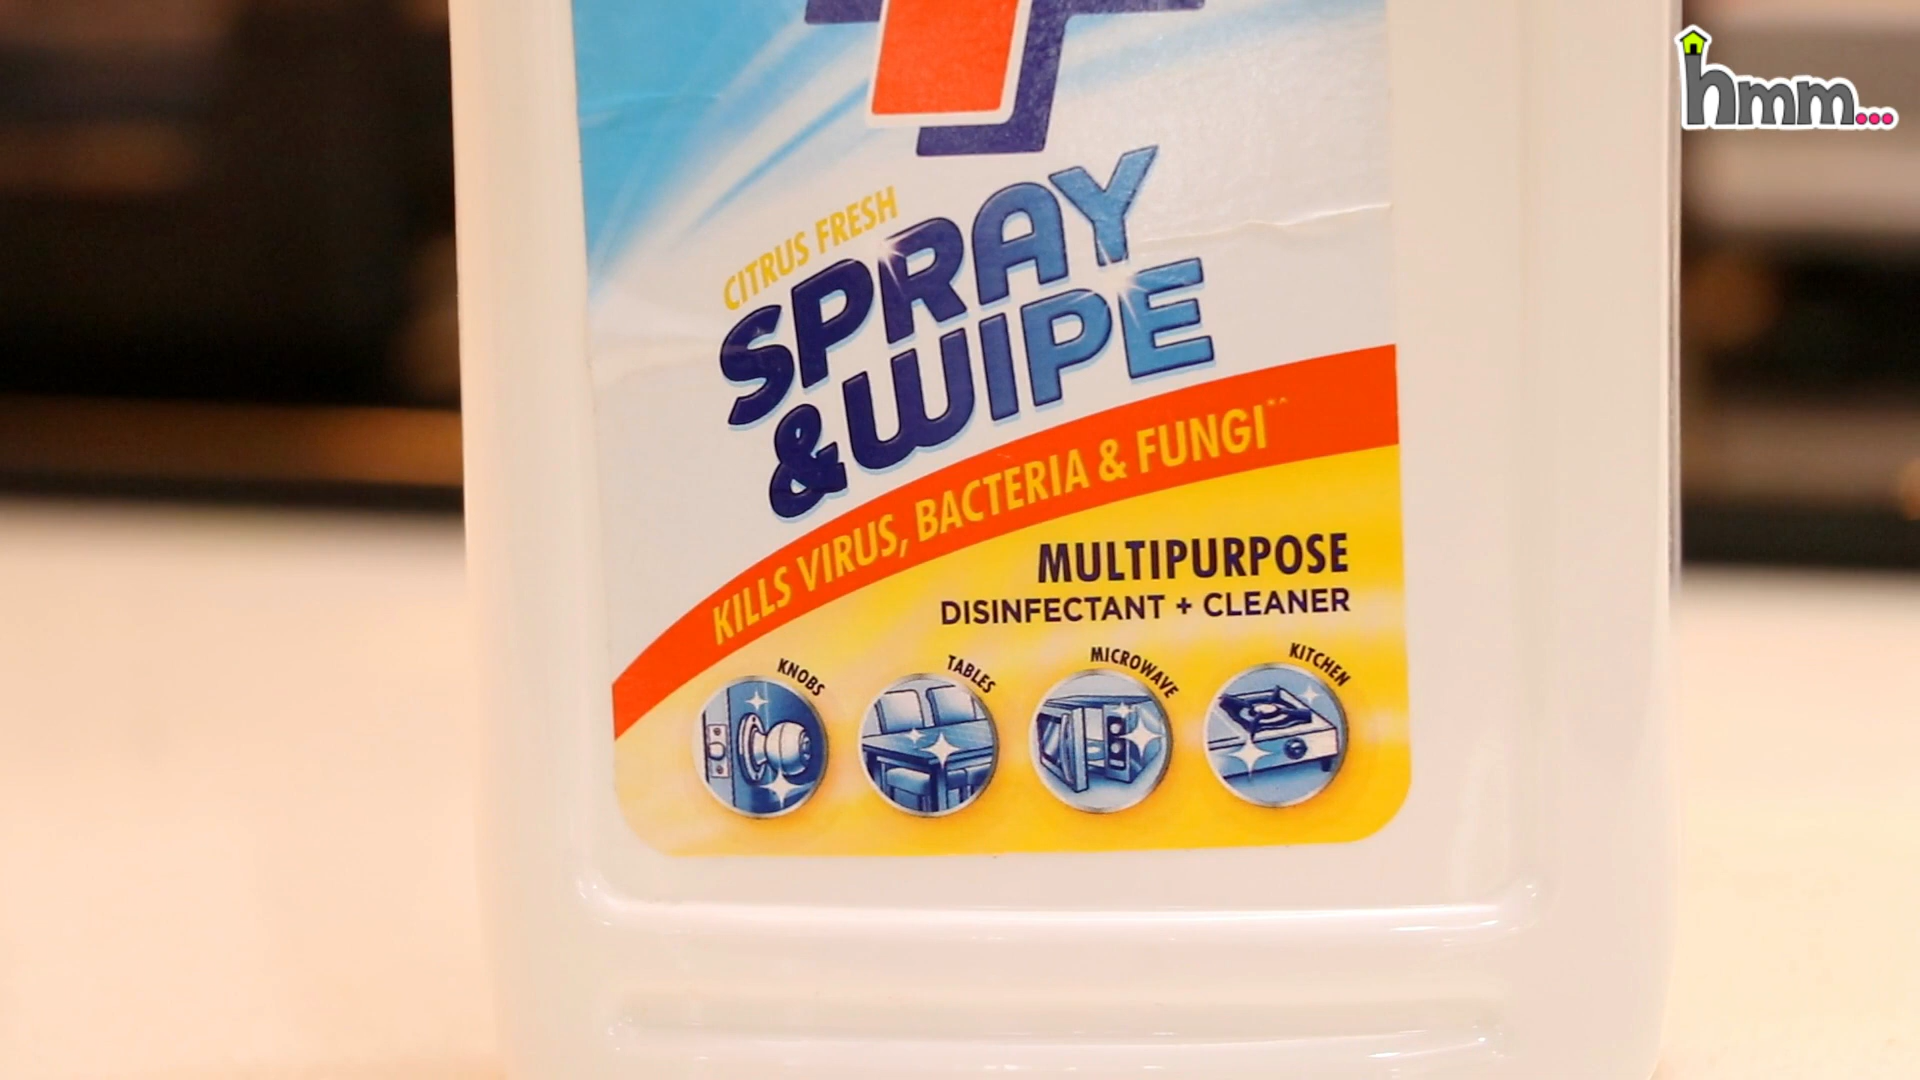 hmm...
CITRUS FRESH
SPRAY
&WIPE
KILLS VIRUS, BACTERIA & FUNGI*^
MULTIPURPOSE
DISINFECTANT + CLEANER
KNOBS
TABLES
MICROWAVE
KITCHEN